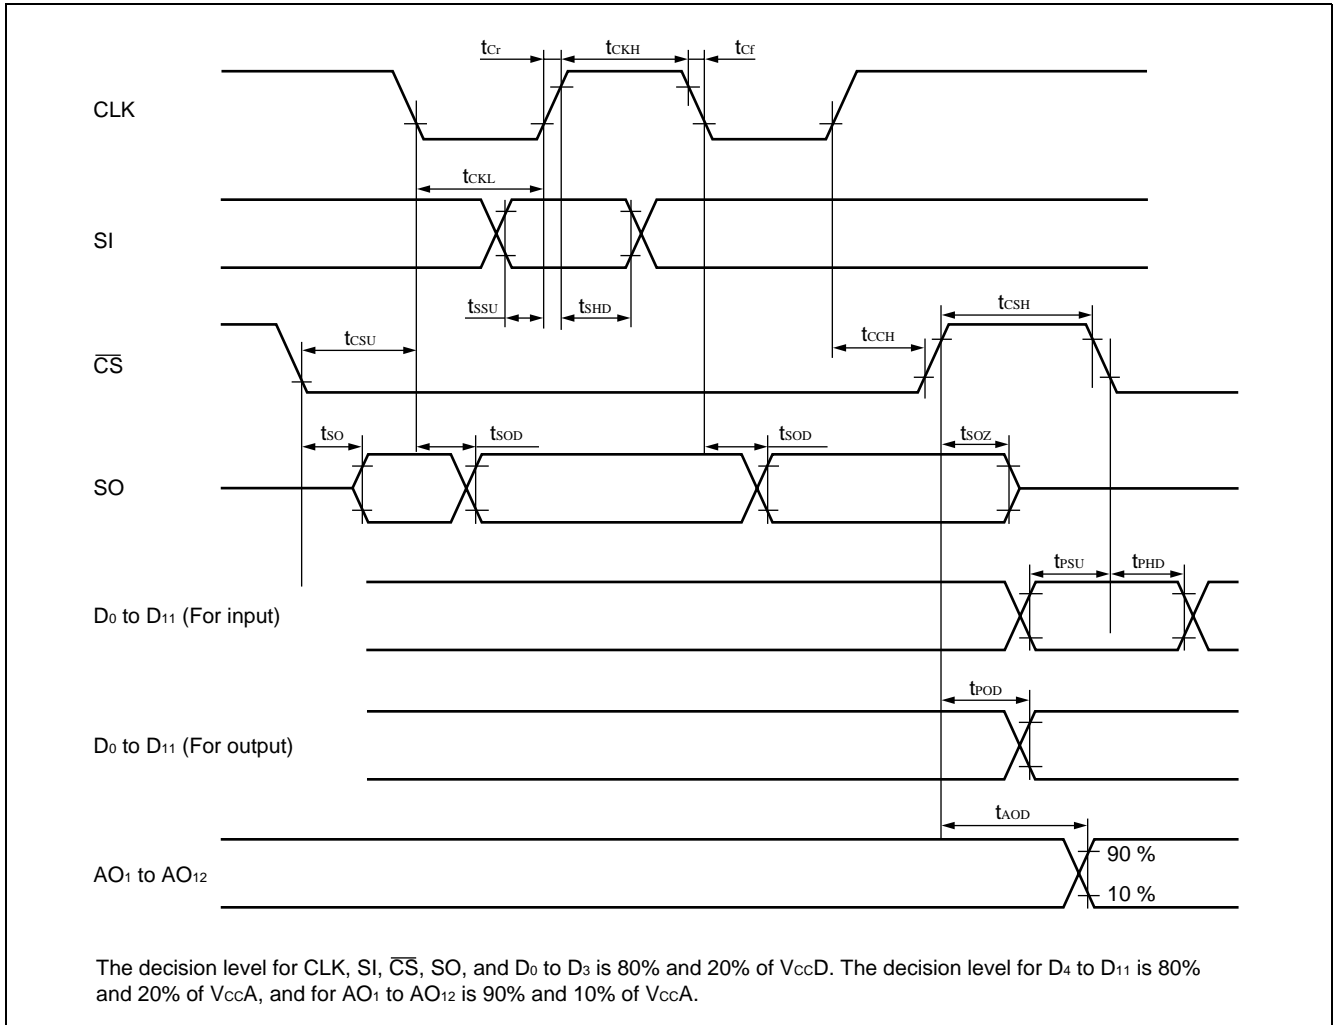 tCr tCKH tCf
CLK
tCKL
SI
tSSU tSHD tCSH
tCSU tCCH
CS
tSO tSOD tSOD tSOZ
SO
tPSU tPHD
D0 to D11 (For input)
tPOD
D0 to D11 (For output)
tAOD
90 %
AO1 to AO12
10 %
The decision level for CLK, SI, CS, SO, and D0 to D3 is 80% and 20% of VCCD. The decision level for D4 to D11 is 80%
and 20% of VCCA, and for AO1 to AO12 is 90% and 10% of VCCA.